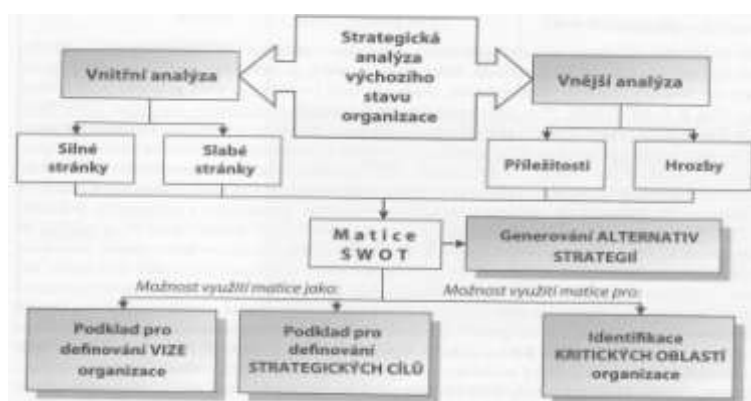 Strategická
analýza
výchozího
stavu
organizace
Vnitřní analýza
Vnější analýza
Silné
stránky
Slabé
stránky
Příležitosti
Hrozby
Matice
SWOT
Generování ALTERNATIV
STRATEGIÍ
Možnost využití matice jako:
Možnost využití matice pro:
Podklad pro
definování VIZE
organizace
Podklad pro
definování
STRATEGICKÝCH CÍLŮ
Identifikace
KRITICKÝCH OBLASTÍ
organizace